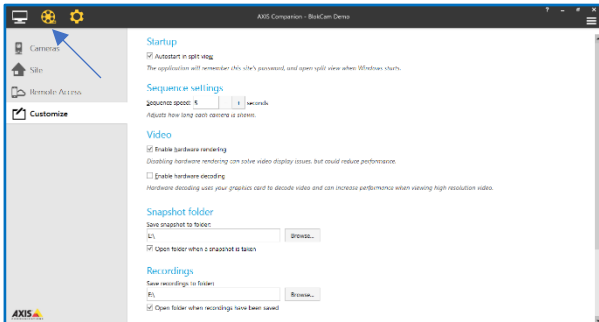 AXIS Companion - BlokCam Demo
Cameras
Site
Remote Access
Customize
Startup
Autostart in split view
The application will remember this site's password, and open split view when Windows starts.
Sequence settings
Sequence speed: 5 seconds
Adjusts how long each camera is shown.
Video
Enable hardware rendering
Disabling hardware rendering can solve video display issues, but could reduce performance.
Enable hardware decoding
Hardware decoding uses your graphics card to decode video and can increase performance when viewing high resolution video.
Snapshot folder
Save snapshot to folder:
E:\ Browse...
Open folder when a snapshot is taken
Recordings
Save recordings to folder:
E:\ Browse...
Open folder when recordings have been saved
AXIS